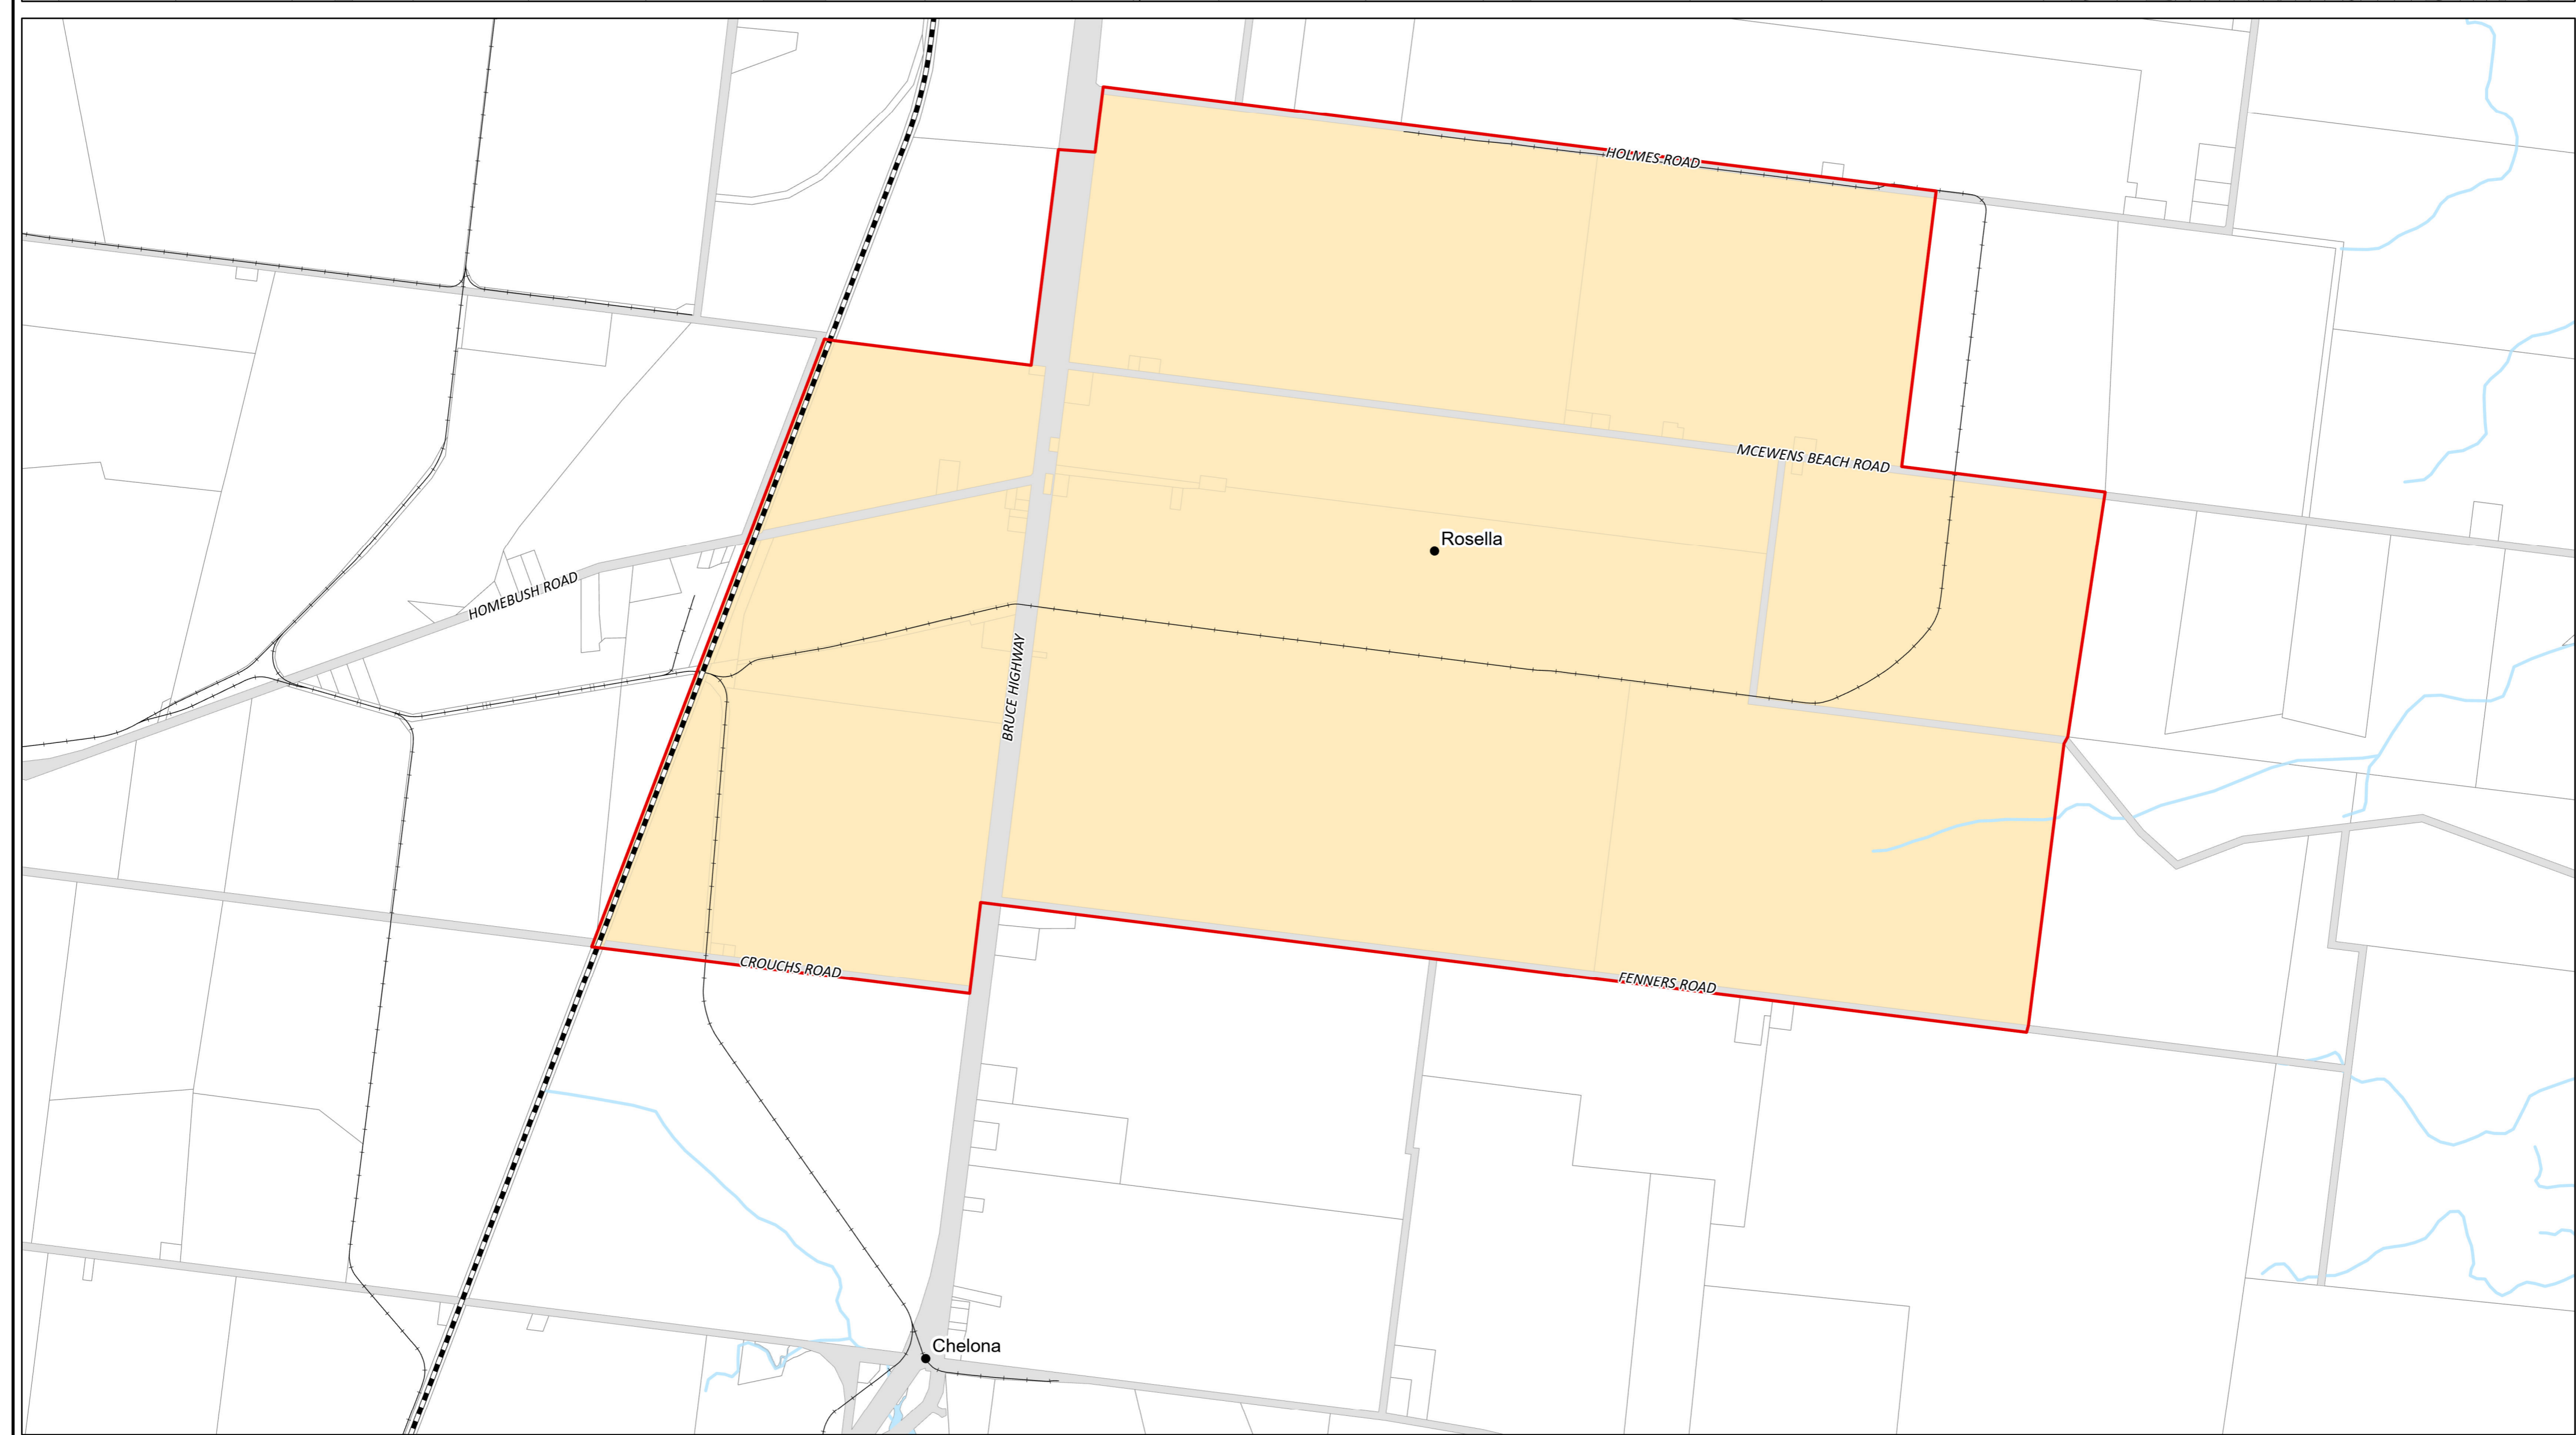 HOLMES ROAD
MCEWENS BEACH ROAD
Rosella
HOMEBUSH ROAD
BRUCE HIGHWAY
CROUCHS ROAD
FENNERS ROAD
Chelona